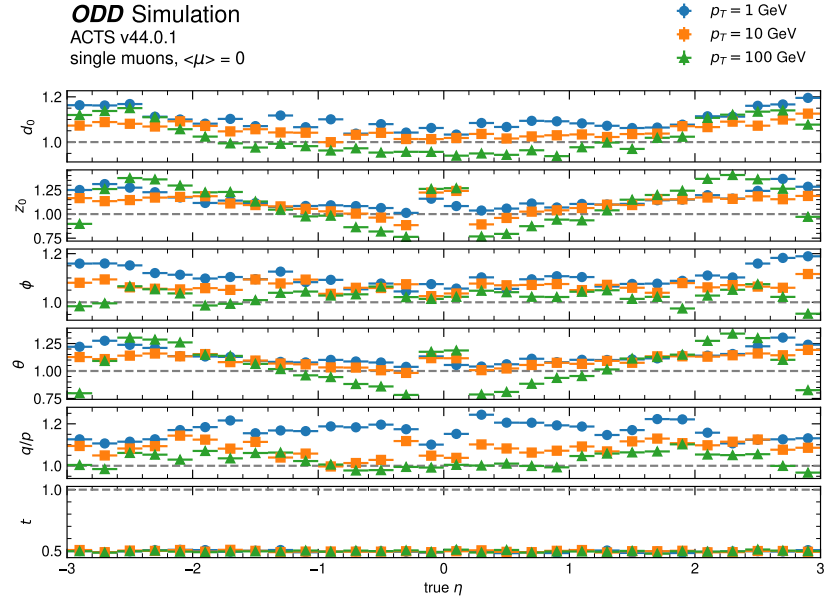 ODD Simulation
ACTS v44.0.1
single muons, <μ> = 0
p_T = 1 GeV
p_T = 10 GeV
p_T = 100 GeV
1.2
1.0
d_0
1.25
1.00
0.75
z_0
1.2
1.0
ϕ
1.25
1.00
0.75
θ
1.2
1.0
q/p
1.0
0.5
t
−3
−2
−1
0
1
2
3
true η